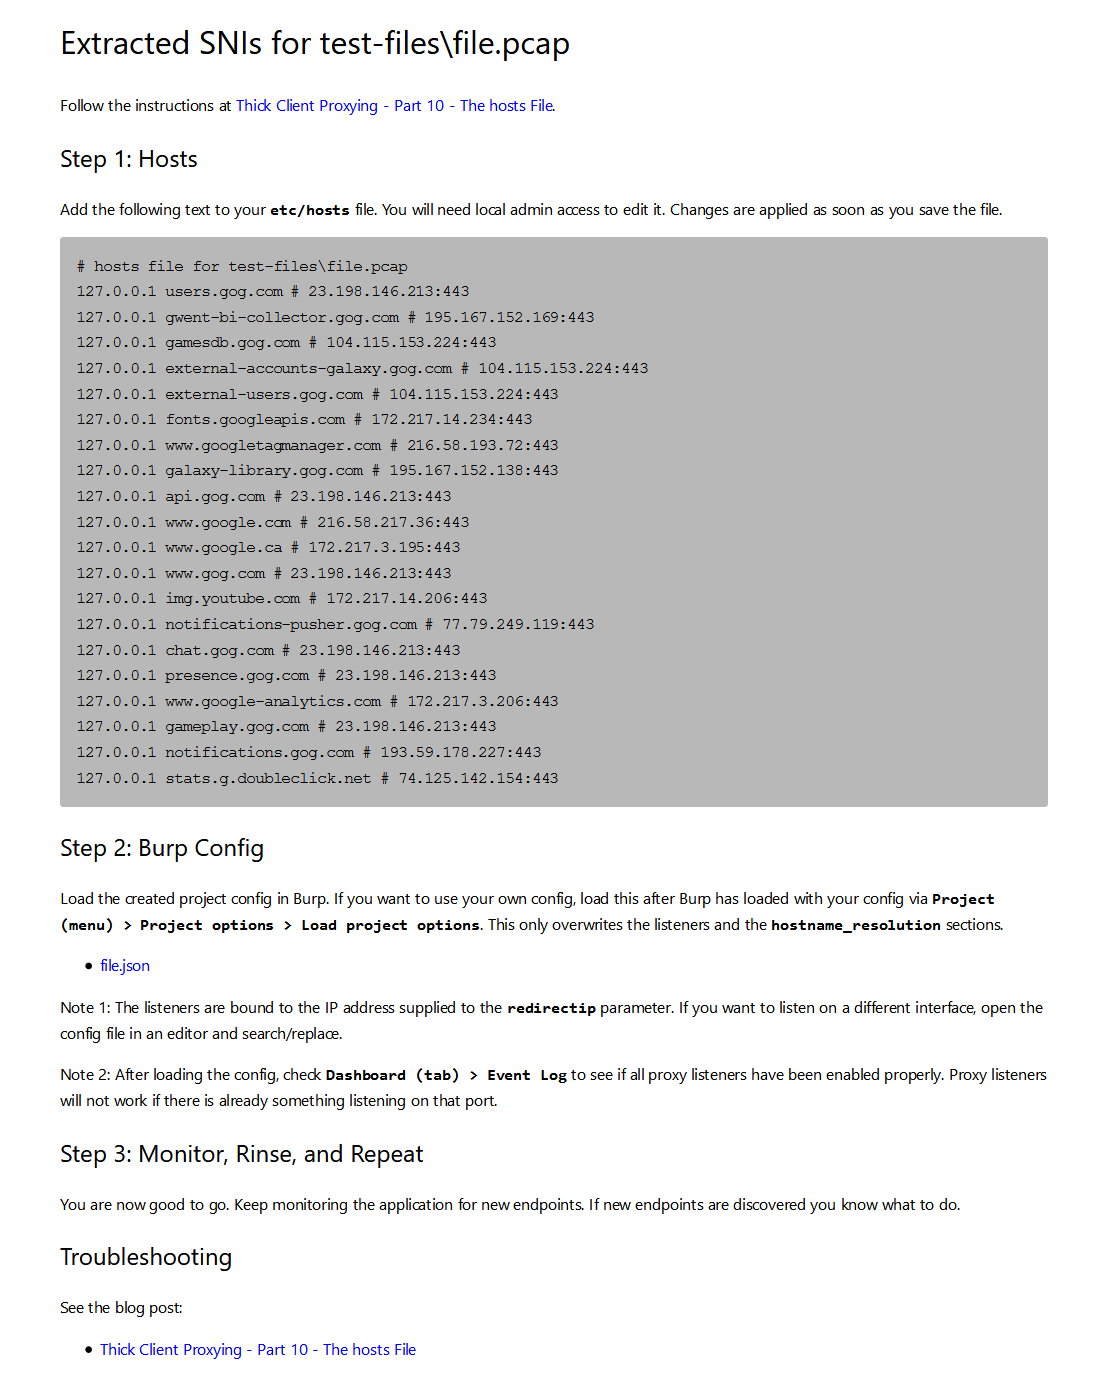 Extracted SNIs for test-files\file.pcap
Follow the instructions at Thick Client Proxying - Part 10 - The hosts File.
Step 1: Hosts
Add the following text to your etc/hosts file. You will need local admin access to edit it. Changes are applied as soon as you save the file.
# hosts file for test-files\file.pcap
127.0.0.1 users.gog.com # 23.198.146.213:443
127.0.0.1 gwent-bi-collector.gog.com # 195.167.152.169:443
127.0.0.1 gamesdb.gog.com # 104.115.153.224:443
127.0.0.1 external-accounts-galaxy.gog.com # 104.115.153.224:443
127.0.0.1 external-users.gog.com # 104.115.153.224:443
127.0.0.1 fonts.googleapis.com # 172.217.14.234:443
127.0.0.1 www.googletagmanager.com # 216.58.193.72:443
127.0.0.1 galaxy-library.gog.com # 195.167.152.138:443
127.0.0.1 api.gog.com # 23.198.146.213:443
127.0.0.1 www.google.com # 216.58.217.36:443
127.0.0.1 www.google.ca # 172.217.3.195:443
127.0.0.1 www.gog.com # 23.198.146.213:443
127.0.0.1 img.youtube.com # 172.217.14.206:443
127.0.0.1 notifications-pusher.gog.com # 77.79.249.119:443
127.0.0.1 chat.gog.com # 23.198.146.213:443
127.0.0.1 presence.gog.com # 23.198.146.213:443
127.0.0.1 www.google-analytics.com # 172.217.3.206:443
127.0.0.1 gameplay.gog.com # 23.198.146.213:443
127.0.0.1 notifications.gog.com # 193.59.178.227:443
127.0.0.1 stats.g.doubleclick.net # 74.125.142.154:443
Step 2: Burp Config
Load the created project config in Burp. If you want to use your own config, load this after Burp has loaded with your config via Project
(menu) > Project options > Load project options. This only overwrites the listeners and the hostname_resolution sections.
• file.json
Note 1: The listeners are bound to the IP address supplied to the redirectip parameter. If you want to listen on a different interface, open the
config file in an editor and search/replace.
Note 2: After loading the config, check Dashboard (tab) > Event Log to see if all proxy listeners have been enabled properly. Proxy listeners
will not work if there is already something listening on that port.
Step 3: Monitor, Rinse, and Repeat
You are now good to go. Keep monitoring the application for new endpoints. If new endpoints are discovered you know what to do.
Troubleshooting
See the blog post:
• Thick Client Proxying - Part 10 - The hosts File